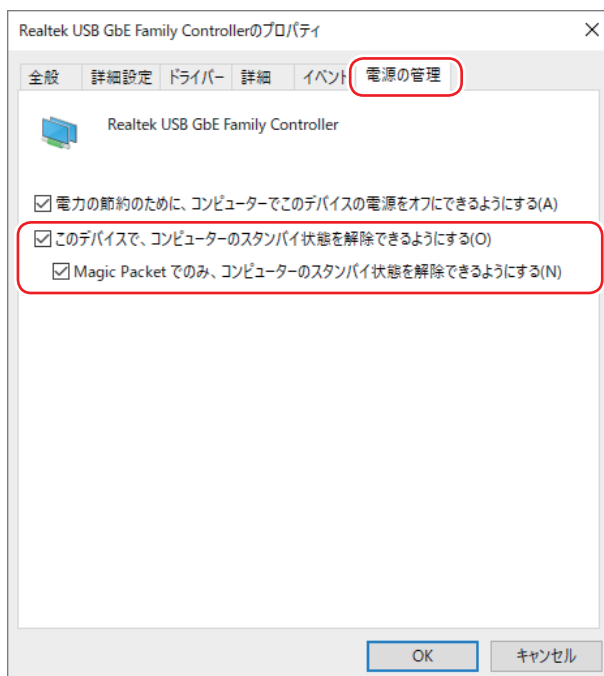 Realtek USB GbE Family Controllerのプロパティ
全般 詳細設定 ドライバー 詳細 イベント 電源の管理
Realtek USB GbE Family Controller
電力の節約のために、コンピューターでこのデバイスの電源をオフにできるようにする(A)
このデバイスで、コンピューターのスタンバイ状態を解除できるようにする(O)
Magic Packet でのみ、コンピューターのスタンバイ状態を解除できるようにする(N)
OK キャンセル